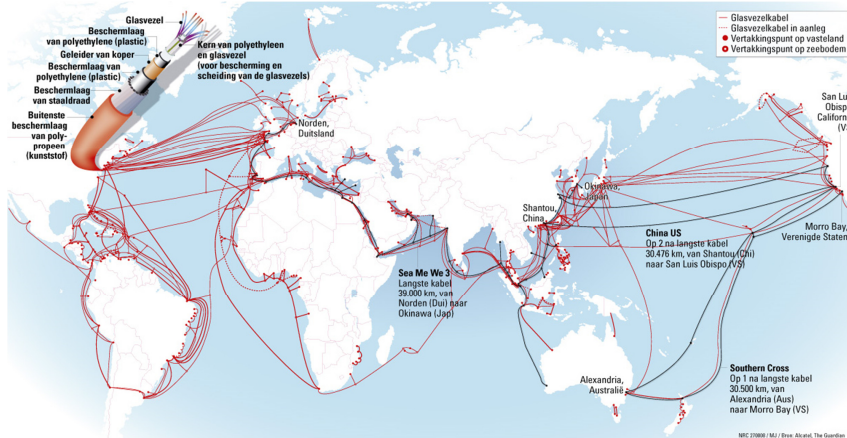 Glasvezel
Beschermlaag
van polyethylene (plastic)
Geleider van koper
Beschermlaag van
polyethylene (plastic)
Beschermlaag
van staaldraad
Buitenste
beschermlaag
van poly-
propeen
(kunststof)
Kern van polyethyleen
en glasvezel
(voor bescherming en
scheiding van de glasvezels)
Glasvezelkabel
Glasvezelkabel in aanleg
Vertakkingspunt op vasteland
Vertakkingspunt op zeebodem
Norden,
Duitsland
San Lui
Obispo
Californ
(V
Okinawa,
Japan
Shantou,
China
Morro Bay,
Verenigde Staten
China US
Op 2 na langste kabel
30.476 km, van Shantou (Chi)
naar San Luis Obispo (VS)
Sea Me We 3
Langste kabel
39.000 km, van
Norden (Dui) naar
Okinawa (Jap)
Alexandria,
Australië
Southern Cross
Op 1 na langste kabel
30.500 km, van
Alexandria (Aus)
naar Morro Bay (VS)
NRC 270808 / MJ / Bron: Alcatel, The Guardian